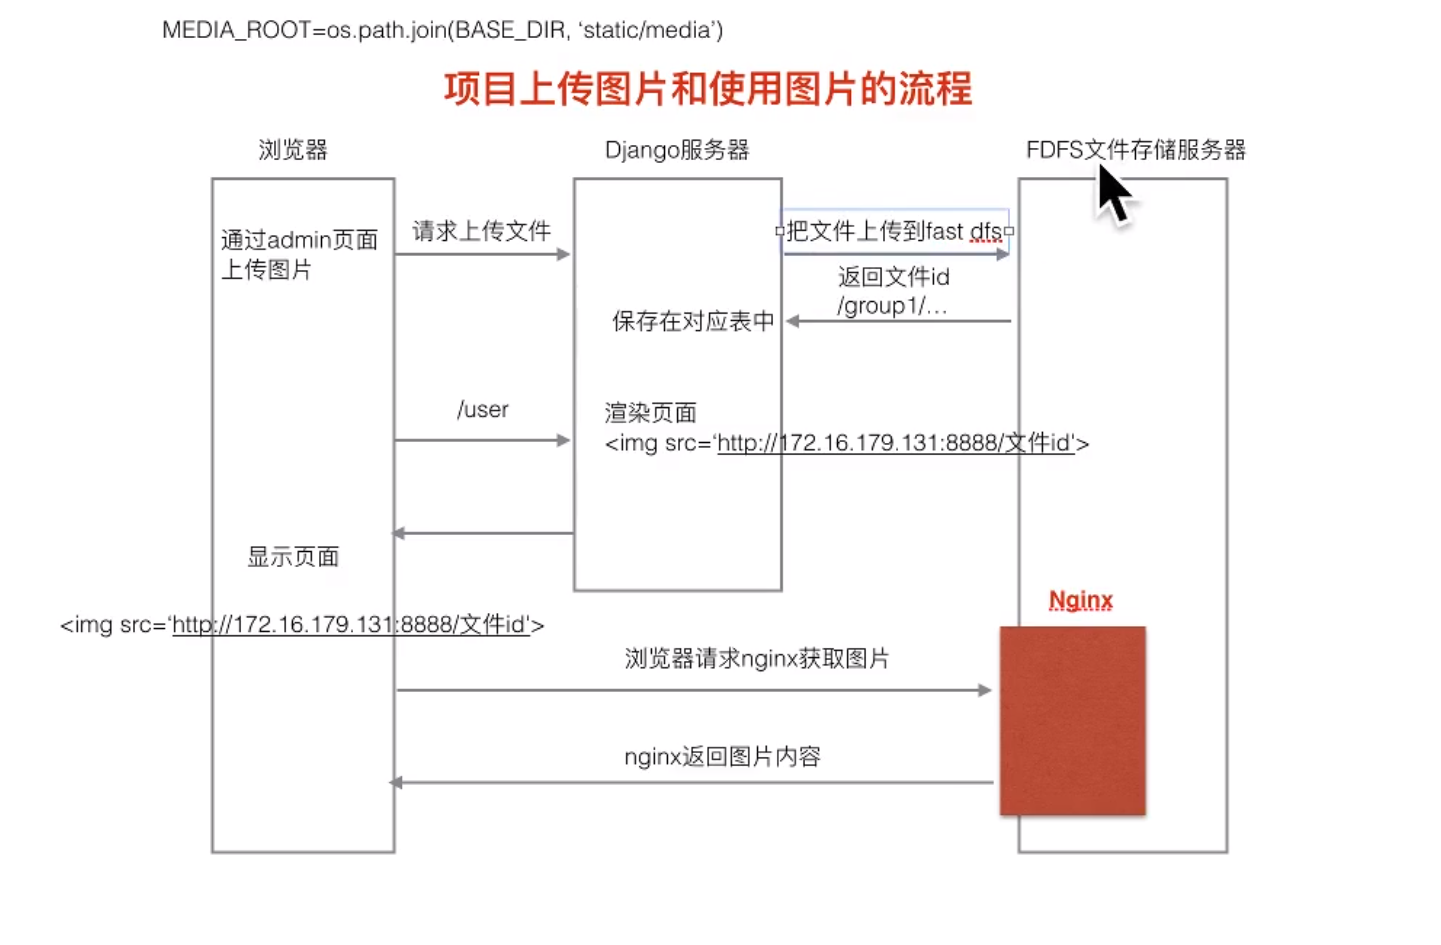 MEDIA_ROOT=os.path.join(BASE_DIR, ‘static/media’)
项目上传图片和使用图片的流程
浏览器
Django服务器
FDFS文件存储服务器
通过admin页面
上传图片
请求上传文件
把文件上传到fast dfs
返回文件id
/group1/…
保存在对应表中
/user
渲染页面
<img src=‘http://172.16.179.131:8888/文件id'>
显示页面
<img src=‘http://172.16.179.131:8888/文件id'>
Nginx
浏览器请求nginx获取图片
nginx返回图片内容